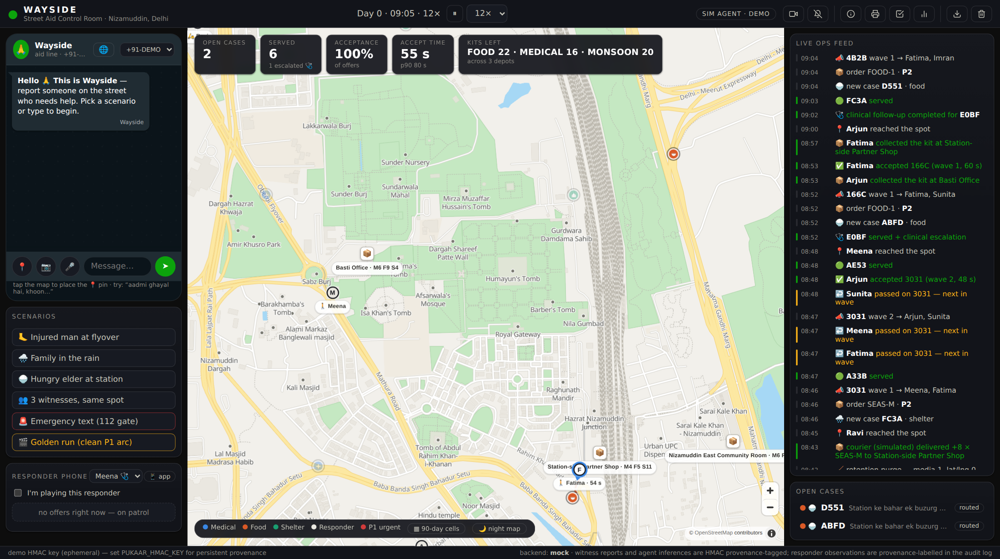 WAYSIDE
Street Aid Control Room · Nizamuddin, Delhi
Day 0 · 09:05 · 12×
12×
SIM AGENT · DEMO
Wayside
aid line · +91-...
+91-DEMO
Hello 🙏 This is Wayside —
report someone on the street
who needs help. Pick a scenario
or type to begin.
Wayside
Message...
tap the map to place the 📍 pin · try: “aadmi ghayal
hai, khoon...”
SCENARIOS
Injured man at flyover
Family in the rain
Hungry elder at station
3 witnesses, same spot
Emergency text (112 gate)
Golden run (clean P1 arc)
RESPONDER PHONE
Meena
app
I'm playing this responder
no offers right now — on patrol
OPEN CASES
2
SERVED
6
1 escalated
ACCEPTANCE
100%
of offers
ACCEPT TIME
55 s
p90 80 s
KITS LEFT
FOOD 22 · MEDICAL 16 · MONSOON 20
across 3 depots
Delhi - Me
Delhi - Meerut Expressway
andhi Marg
Lakkarwala Burj
Sunder Nursery
Sunder Burj
Sundarwala
Mahal
Mirza Muzaffar
Hussain's Tomb
Oberoi Flyover
Dargah Hazrat
Khwaja
Amir Khusro Park
Gurdwara
Damdama Sahib
Dargah Shareef
Patte Wall
Basti Office · M6 F9 S4
ima's
omb
Humayun's Tomb
Sabz Burj
M
Meena
Afsarwala's
Mosque
Barakhamba's
Tomb
Isa Khan's Tomb
Barber's Tomb
Nila Gumbad
Mahatma Gandhi Marg
Ba
Lala Lajpat Rai Path
Alami Markaz
Banglewali masjid
Royal Gateway
Nizamuddin
Dargah
Kali Masjid
Mathura Road
Raghunath
Mandir
Hazrat Nizamuddin
Junction
Sarai Kale Khan
Sarai Kale Khan
- Nizamuddin
Mahatm
andhi M
Lal Masjid
Madrasa Habib
Tomb of Abdul
Rahim Khan-
i-Khanan
Rahim Kh
Urban UPC
Dispen
Nizamuddin East Community Room · M6 F
Station-s
artner Shop · M4 F5 S11
F
Fatima · 54 s
Baba Banda Singh Bahadur Setu
nda Singh Bahadur Setu
Baba Banda Singh Bahadur Setu
Noor Masjid
Hindu temple
Medical
Food
Shelter
Responder
P1 urgent
90-day cells
night map
+
−
© OpenStreetMap contributors
LIVE OPS FEED
09:04 4B2B wave 1 → Fatima, Imran
09:04 order FOOD-1 · P2
09:04 new case D551 · food
09:03 FC3A served
09:02 clinical follow-up completed for E0BF
09:00 Arjun reached the spot
08:57 Fatima collected the kit at Station-
side Partner Shop
08:53 Fatima accepted 166C (wave 1, 60 s)
08:53 Arjun collected the kit at Basti Office
08:52 166C wave 1 → Fatima, Sunita
08:52 order FOOD-1 · P2
08:52 new case ABFD · food
08:52 E0BF served + clinical escalation
08:48 Meena reached the spot
08:48 AE53 served
08:48 Arjun accepted 3031 (wave 2, 48 s)
08:48 Sunita passed on 3031 — next in
wave
08:47 3031 wave 2 → Arjun, Sunita
08:47 Meena passed on 3031 — next in
wave
08:47 Fatima passed on 3031 — next in
wave
08:47 A33B served
08:46 3031 wave 1 → Meena, Fatima
08:46 order SEAS-M · P2
08:46 new case FC3A · shelter
08:45 Ravi reached the spot
08:43 courier (simulated) delivered +8 ×
SEAS-M to Station-side Partner Shop
OPEN CASES
D551 Station ke bahar ek buzurg ... routed
ABFD Station ke bahar ek buzurg ... routed
demo HMAC key (ephemeral) — set PUKAAR_HMAC_KEY for persistent provenance
backend: mock · witness reports and agent inferences are HMAC provenance-tagged; responder observations are provenance-labelled in the audit log